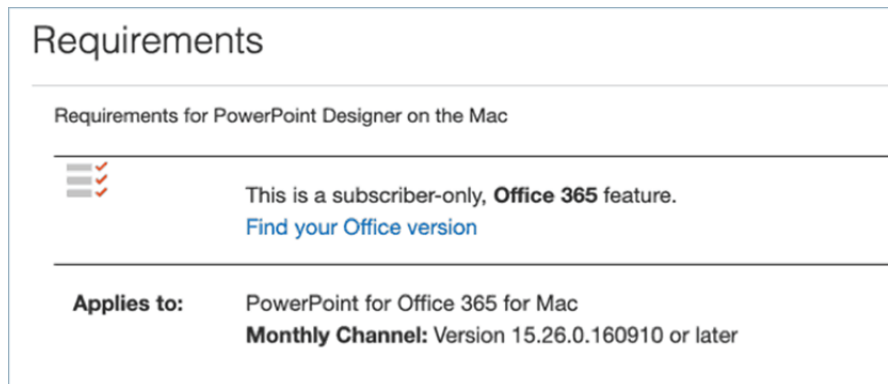 Requirements
Requirements for PowerPoint Designer on the Mac
This is a subscriber-only, Office 365 feature.
Find your Office version
Applies to: PowerPoint for Office 365 for Mac
Monthly Channel: Version 15.26.0.160910 or later